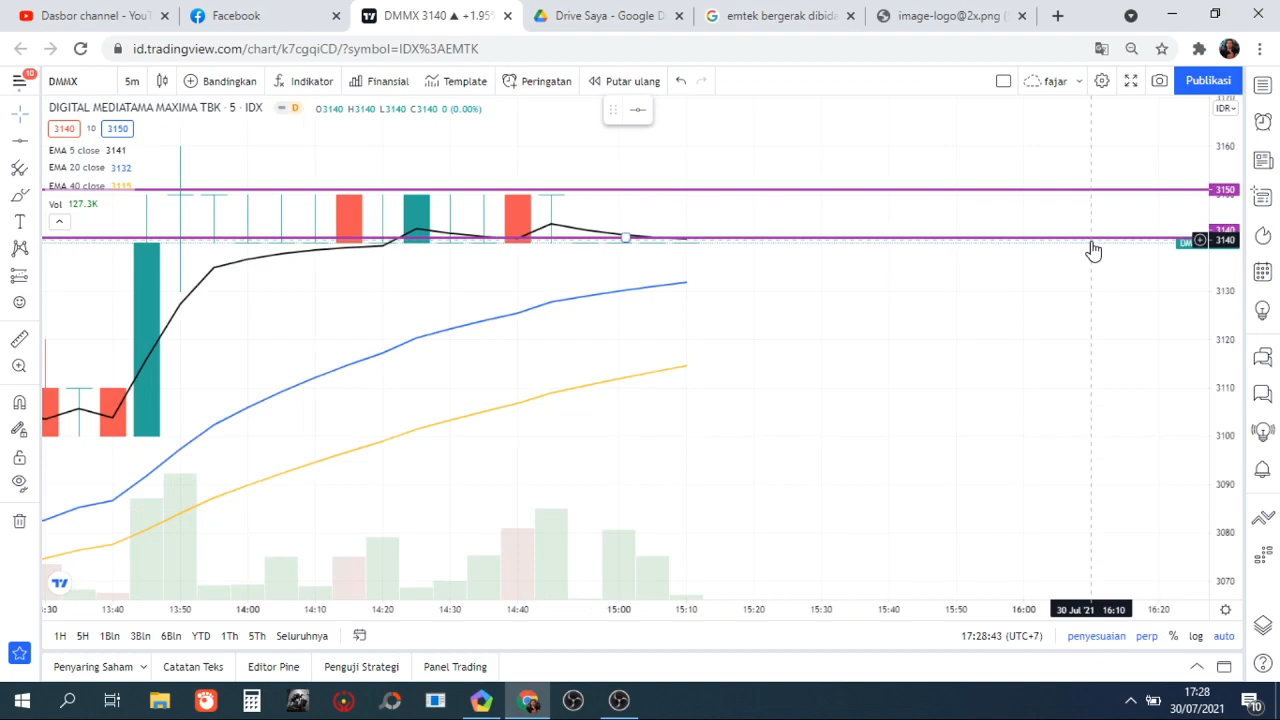 Dasbor channel - YouT
Facebook
DMMX 3140 ▲ +1.95%
Drive Saya - Google D
emtek bergerak dibida
image-logo@2x.png (
id.tradingview.com/chart/k7cgqiCD/?symbol=IDX%3AEMTK
10
DMMX
5m
Bandingkan
Indikator
Finansial
Template
Peringatan
Putar ulang
fajar
Publikasi
DIGITAL MEDIATAMA MAXIMA TBK · 5 · IDX
D
O3140 H3140 L3140 C3140 0 (0.00%)
3140
10
3150
EMA 5 close 3141
EMA 20 close 3132
EMA 40 close 3115
Vol 127.3K
3170
IDR
3160
3150
3140
3140
3130
3120
3110
3100
3090
3080
3070
13:40
13:50
14:00
14:10
14:20
14:30
14:40
15:00
15:10
15:20
15:30
15:40
15:50
16:00
30 Jul '21 16:10
16:20
1H
5H
1Bln
3Bln
6Bln
YTD
1Th
5Th
Seluruhnya
17:28:43 (UTC+7)
penyesuaian
perp
%
log
auto
Penyaring Saham
Catatan Teks
Editor Pine
Penguji Strategi
Panel Trading
17:28
30/07/2021
10